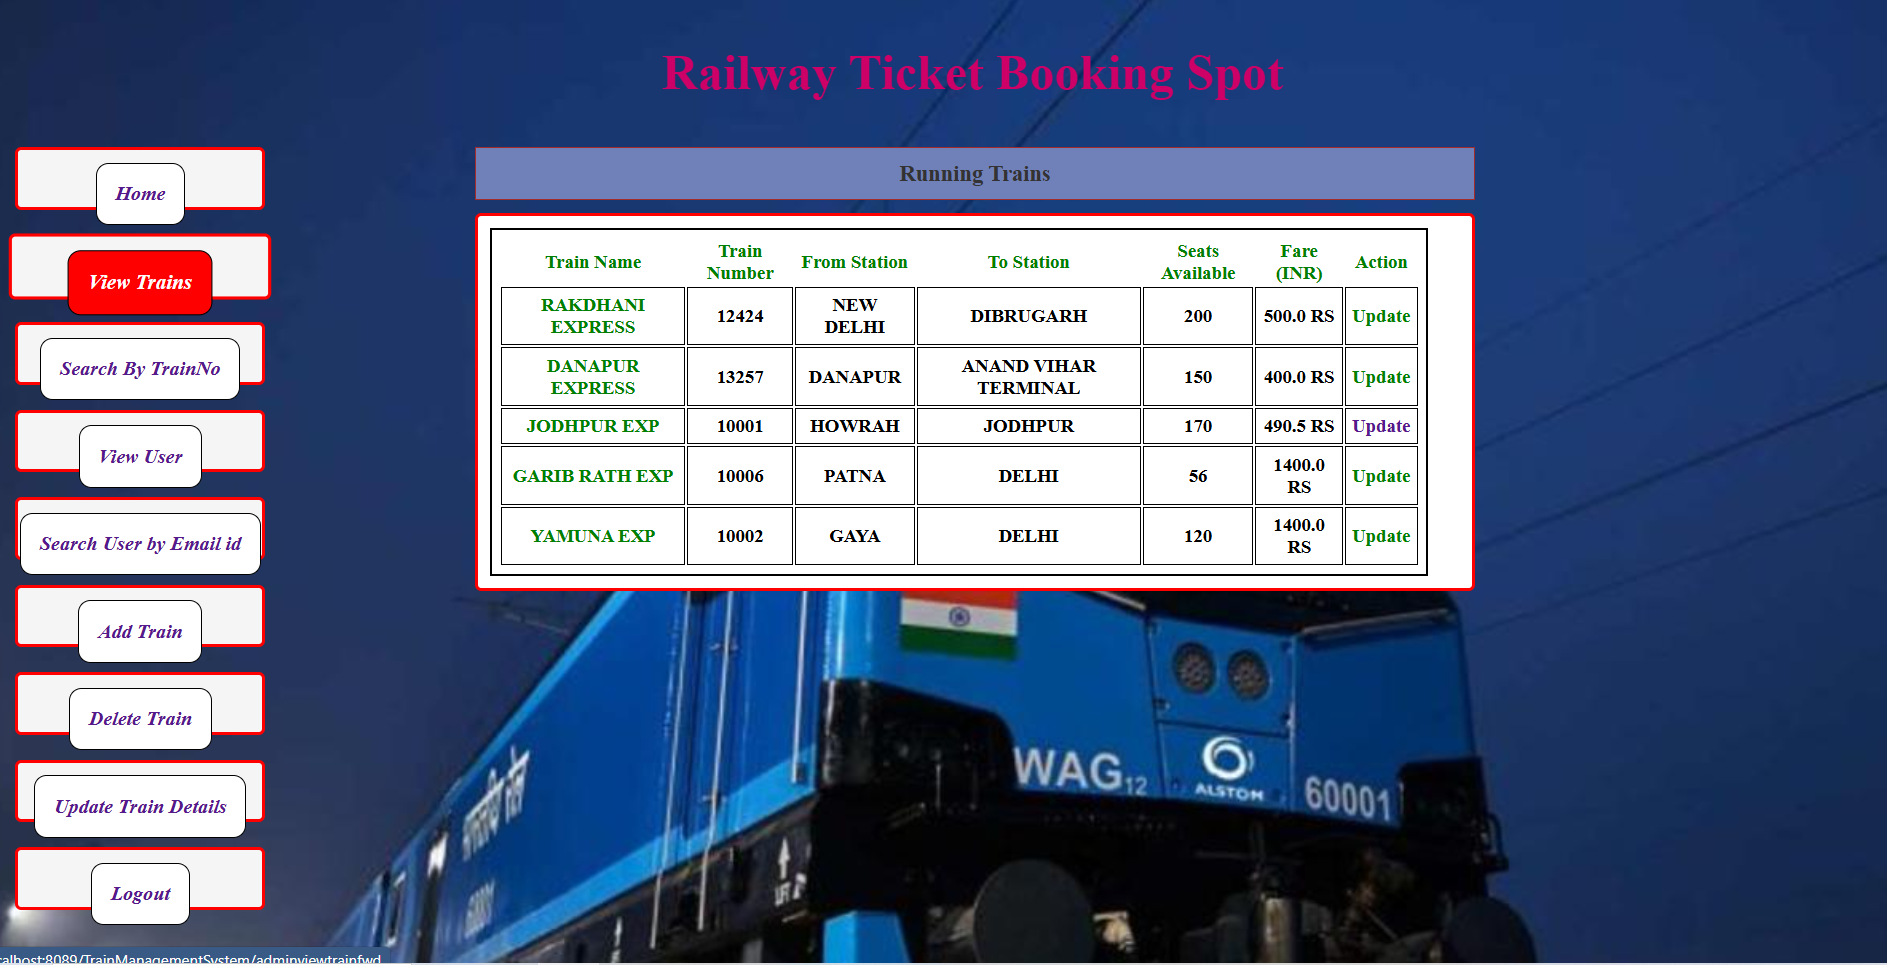 Railway Ticket Booking Spot
Home
View Trains
Search By TrainNo
View User
Search User by Email id
Add Train
Delete Train
Update Train Details
Logout
Running Trains
Train Name Train Number From Station To Station Seats Available Fare (INR) Action
RAKDHANI EXPRESS 12424 NEW DELHI DIBRUGARH 200 500.0 RS Update
DANAPUR EXPRESS 13257 DANAPUR ANAND VIHAR TERMINAL 150 400.0 RS Update
JODHPUR EXP 10001 HOWRAH JODHPUR 170 490.5 RS Update
GARIB RATH EXP 10006 PATNA DELHI 56 1400.0 RS Update
YAMUNA EXP 10002 GAYA DELHI 120 1400.0 RS Update
WAG12
ALSTOM
60001
भारतीय रेल
60001
alhost:8089/TrainManagementSystem/adminviewtrainfwd